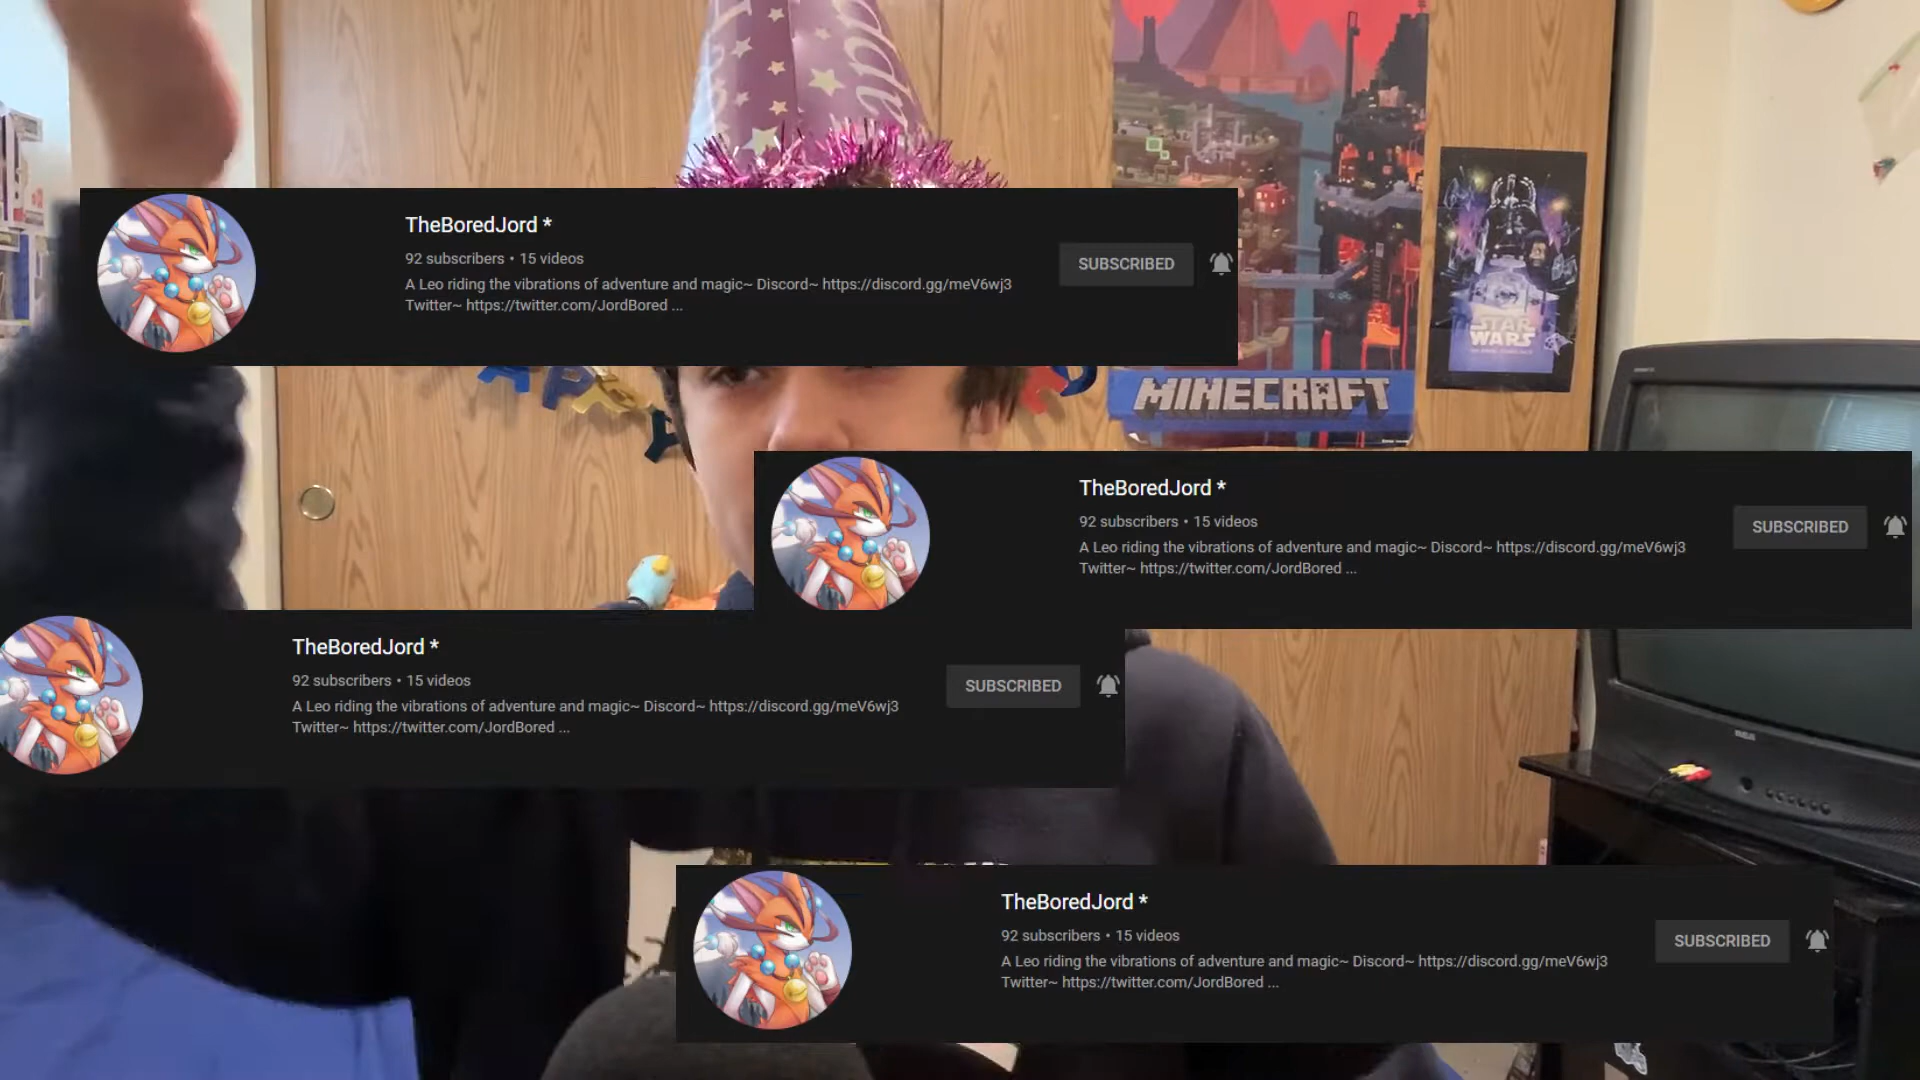 TheBoredJord *
92 subscribers • 15 videos
A Leo riding the vibrations of adventure and magic~ Discord~ https://discord.gg/meV6wj3
Twitter~ https://twitter.com/JordBored ...
SUBSCRIBED
STAR
WARS
MINECRAFT
TheBoredJord *
92 subscribers • 15 videos
A Leo riding the vibrations of adventure and magic~ Discord~ https://discord.gg/meV6wj3
Twitter~ https://twitter.com/JordBored ...
SUBSCRIBED
TheBoredJord *
92 subscribers • 15 videos
A Leo riding the vibrations of adventure and magic~ Discord~ https://discord.gg/meV6wj3
Twitter~ https://twitter.com/JordBored ...
SUBSCRIBED
RCA
TheBoredJord *
92 subscribers • 15 videos
A Leo riding the vibrations of adventure and magic~ Discord~ https://discord.gg/meV6wj3
Twitter~ https://twitter.com/JordBored ...
SUBSCRIBED